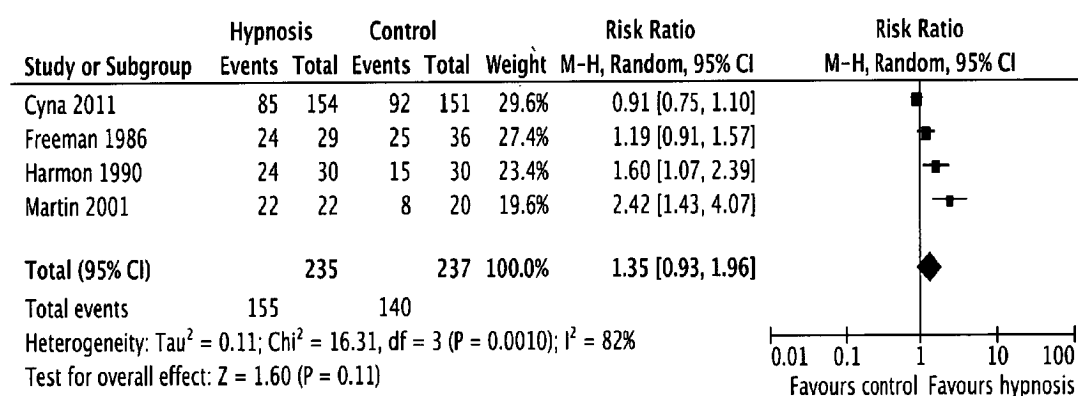 Hypnosis Control Risk Ratio Risk Ratio
Study or Subgroup Events Total Events Total Weight M-H, Random, 95% CI M-H, Random, 95% CI
Cyna 2011 85 154 92 151 29.6% 0.91 [0.75, 1.10]
Freeman 1986 24 29 25 36 27.4% 1.19 [0.91, 1.57]
Harmon 1990 24 30 15 30 23.4% 1.60 [1.07, 2.39]
Martin 2001 22 22 8 20 19.6% 2.42 [1.43, 4.07]
Total (95% CI) 235 237 100.0% 1.35 [0.93, 1.96]
Total events 155 140
Heterogeneity: Tau² = 0.11; Chi² = 16.31, df = 3 (P = 0.0010); I² = 82%
Test for overall effect: Z = 1.60 (P = 0.11)
0.01 0.1 1 10 100
Favours control Favours hypnosis